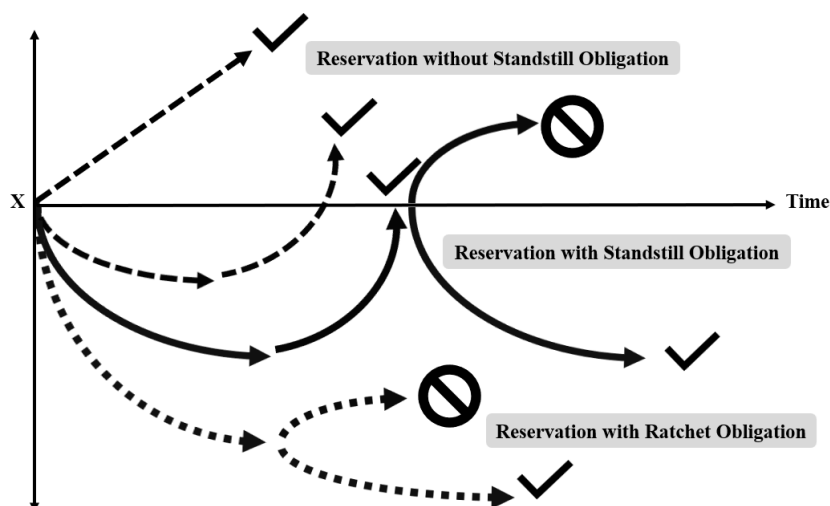 Reservation without Standstill Obligation
X
Time
Reservation with Standstill Obligation
Reservation with Ratchet Obligation